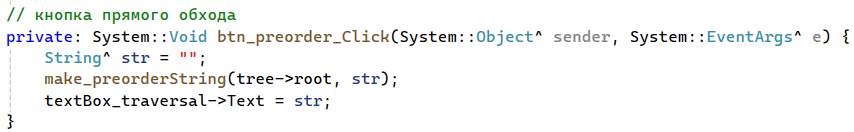 // кнопка прямого обхода
private: System::Void btn_preorder_Click(System::Object^ sender, System::EventArgs^ e) {
    String^ str = "";
    make_preorderString(tree->root, str);
    textBox_traversal->Text = str;
}